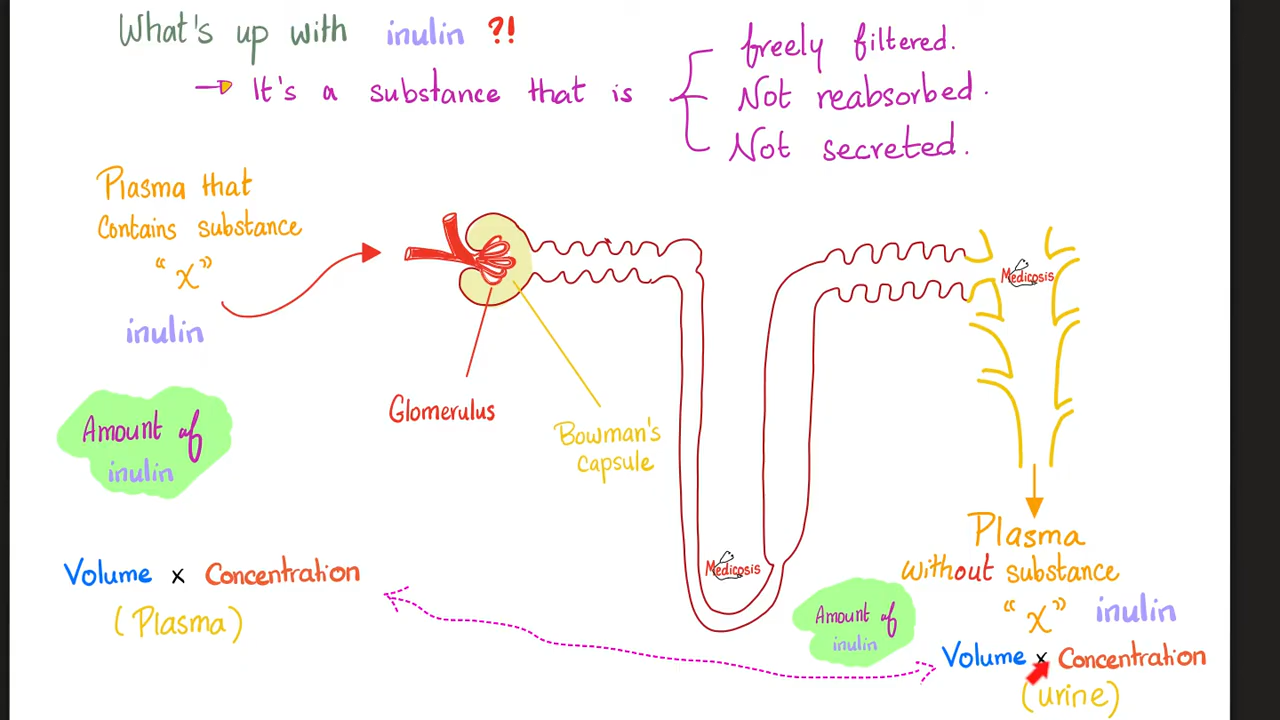 What's up with inulin ?!
It's a substance that is
freely filtered.
Not reabsorbed.
Not secreted.
Plasma that
Contains substance
"X"
inulin
Amount of
inulin
Volume x Concentration
(Plasma)
Glomerulus
Bowman's
capsule
Medicosis
Medicosis
Plasma
without substance
"X" inulin
Amount of
inulin
Volume x Concentration
(urine)